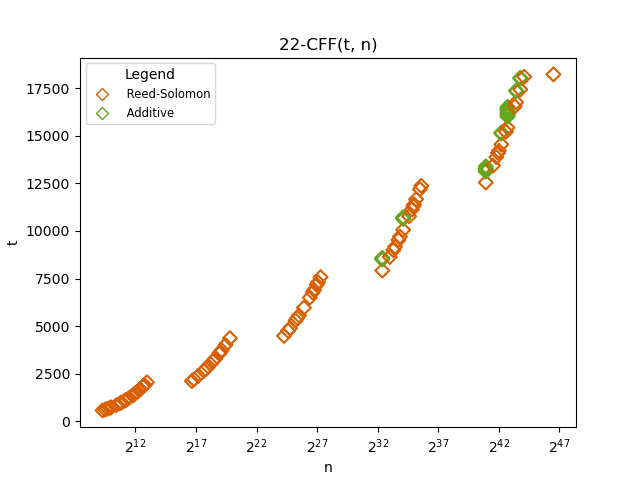 22-CFF(t, n)
Legend
Reed-Solomon
Additive
17500
15000
12500
10000
7500
5000
2500
0
t
2^12 2^17 2^22 2^27 2^32 2^37 2^42 2^47
n